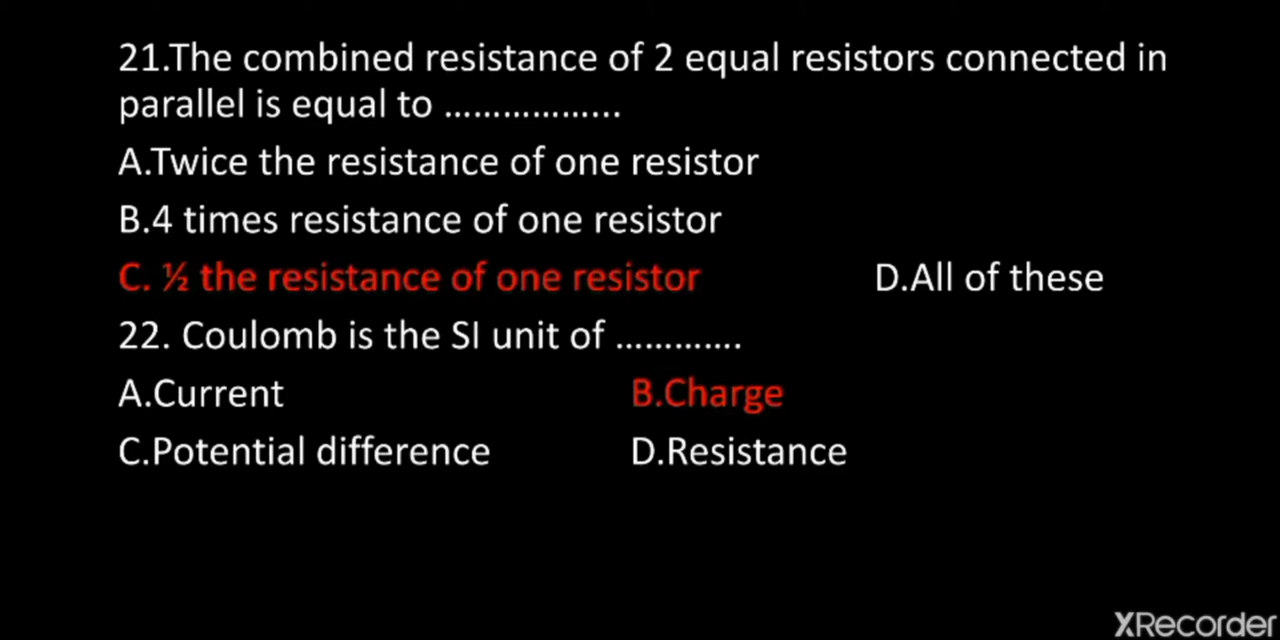 21.The combined resistance of 2 equal resistors connected in
parallel is equal to ..................
A.Twice the resistance of one resistor
B.4 times resistance of one resistor
C. ½ the resistance of one resistor D.All of these
22. Coulomb is the SI unit of .............
A.Current B.Charge
C.Potential difference D.Resistance
XRecorder